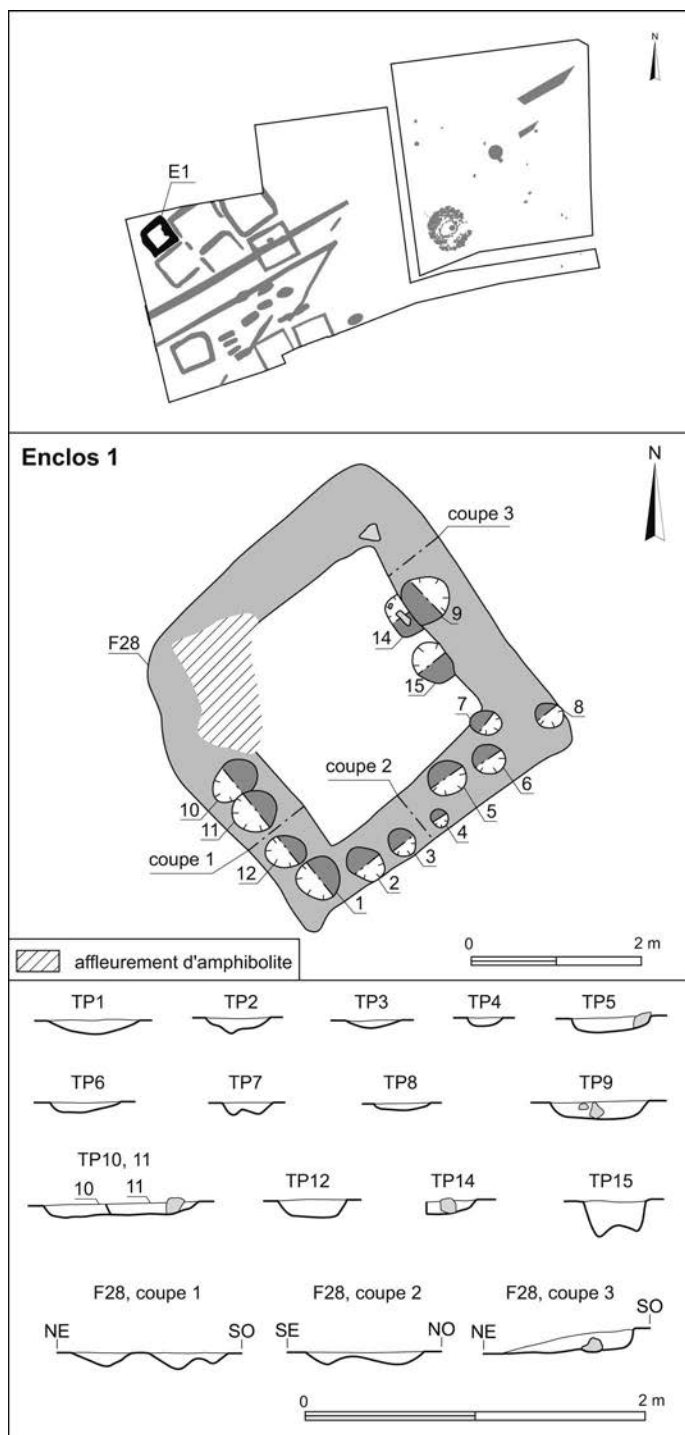 N
E1
Enclos 1
N
coupe 3
9
14
F28
15
7
8
coupe 2
6
10
5
11
4
coupe 1
3
12
2
1
0 2 m
affleurement d'amphibolite
TP1 TP2 TP3 TP4 TP5
TP6 TP7 TP8 TP9
TP10, 11
10 11
TP12 TP14 TP15
F28, coupe 1 F28, coupe 2 F28, coupe 3
NE SO SE NO NE SO
0 2 m